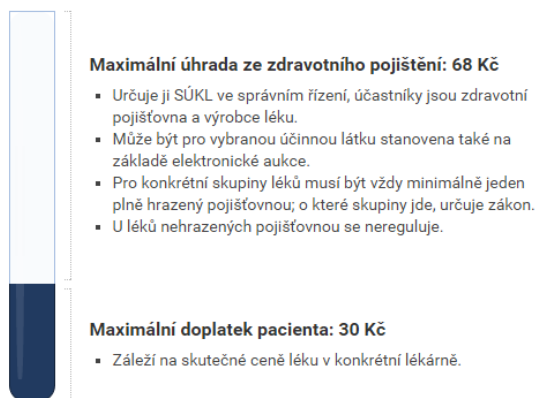 Maximální úhrada ze zdravotního pojištění: 68 Kč
▪ Určuje ji SÚKL ve správním řízení, účastníky jsou zdravotní
pojišťovna a výrobce léku.
▪ Může být pro vybranou účinnou látku stanovena také na
základě elektronické aukce.
▪ Pro konkrétní skupiny léků musí být vždy minimálně jeden
plně hrazený pojišťovnou; o které skupiny jde, určuje zákon.
▪ U léků nehrazených pojišťovnou se nereguluje.
Maximální doplatek pacienta: 30 Kč
▪ Záleží na skutečné ceně léku v konkrétní lékárně.